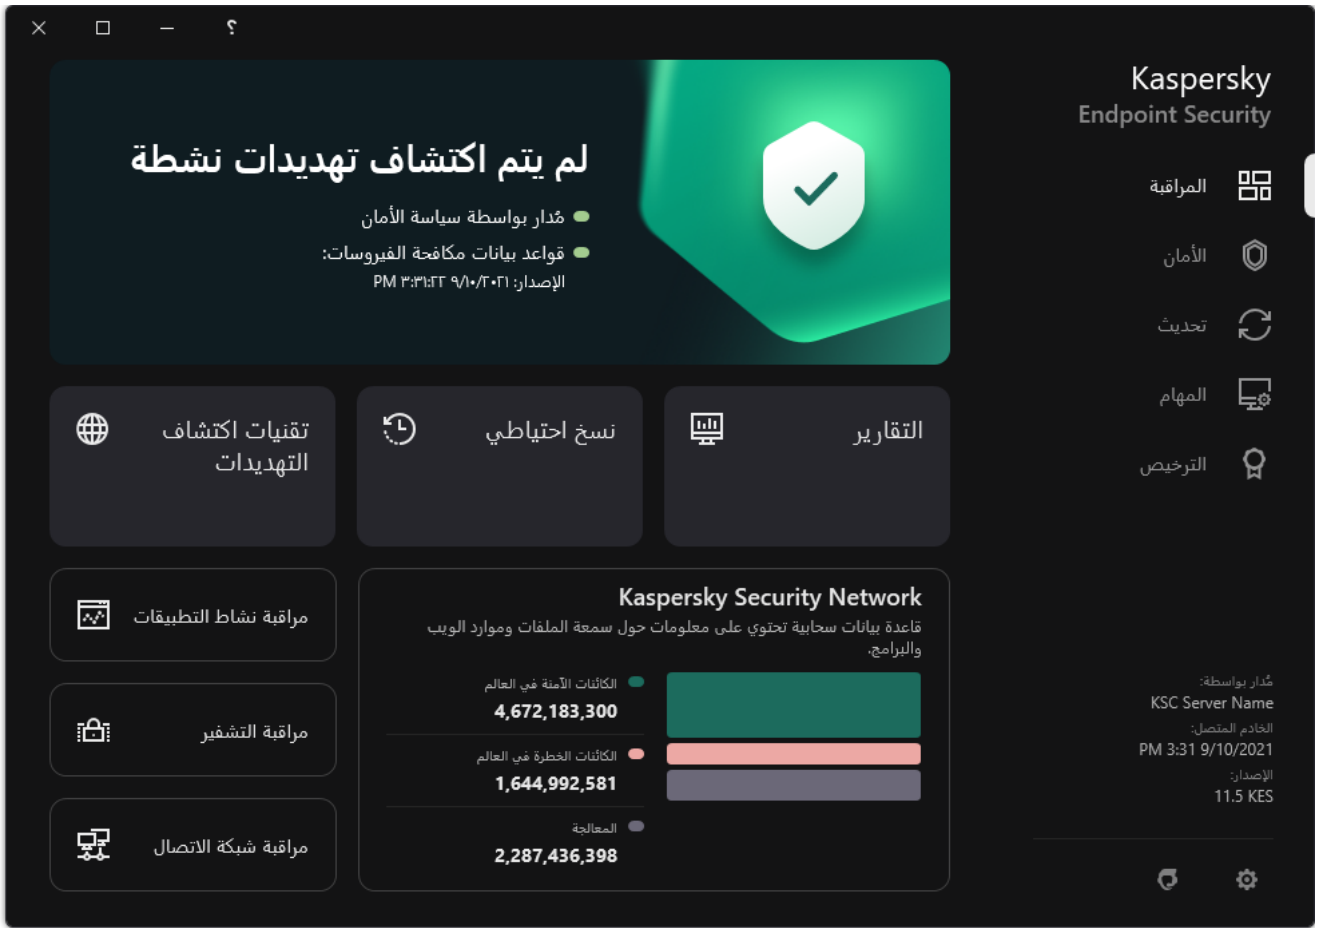 ؟
Kaspersky
Endpoint Security
المراقبة
الأمان
تحديث
المهام
الترخيص
مُدار بواسطة:
KSC Server Name
الخادم المتصل:
PM 3:31 9/10/2021
الإصدار:
11.5 KES
لم يتم اكتشاف تهديدات نشطة
مُدار بواسطة سياسة الأمان
قواعد بيانات مكافحة الفيروسات:
الإصدار: ٩/١٠/٢٠٢١ ٣:٣١:٢٢ PM
التقارير
نسخ احتياطي
تقنيات اكتشاف
التهديدات
Kaspersky Security Network
قاعدة بيانات سحابية تحتوي على معلومات حول سمعة الملفات وموارد الويب
والبرامج.
الكائنات الآمنة في العالم
4,672,183,300
الكائنات الخطرة في العالم
1,644,992,581
المعالجة
2,287,436,398
مراقبة نشاط التطبيقات
مراقبة التشفير
مراقبة شبكة الاتصال